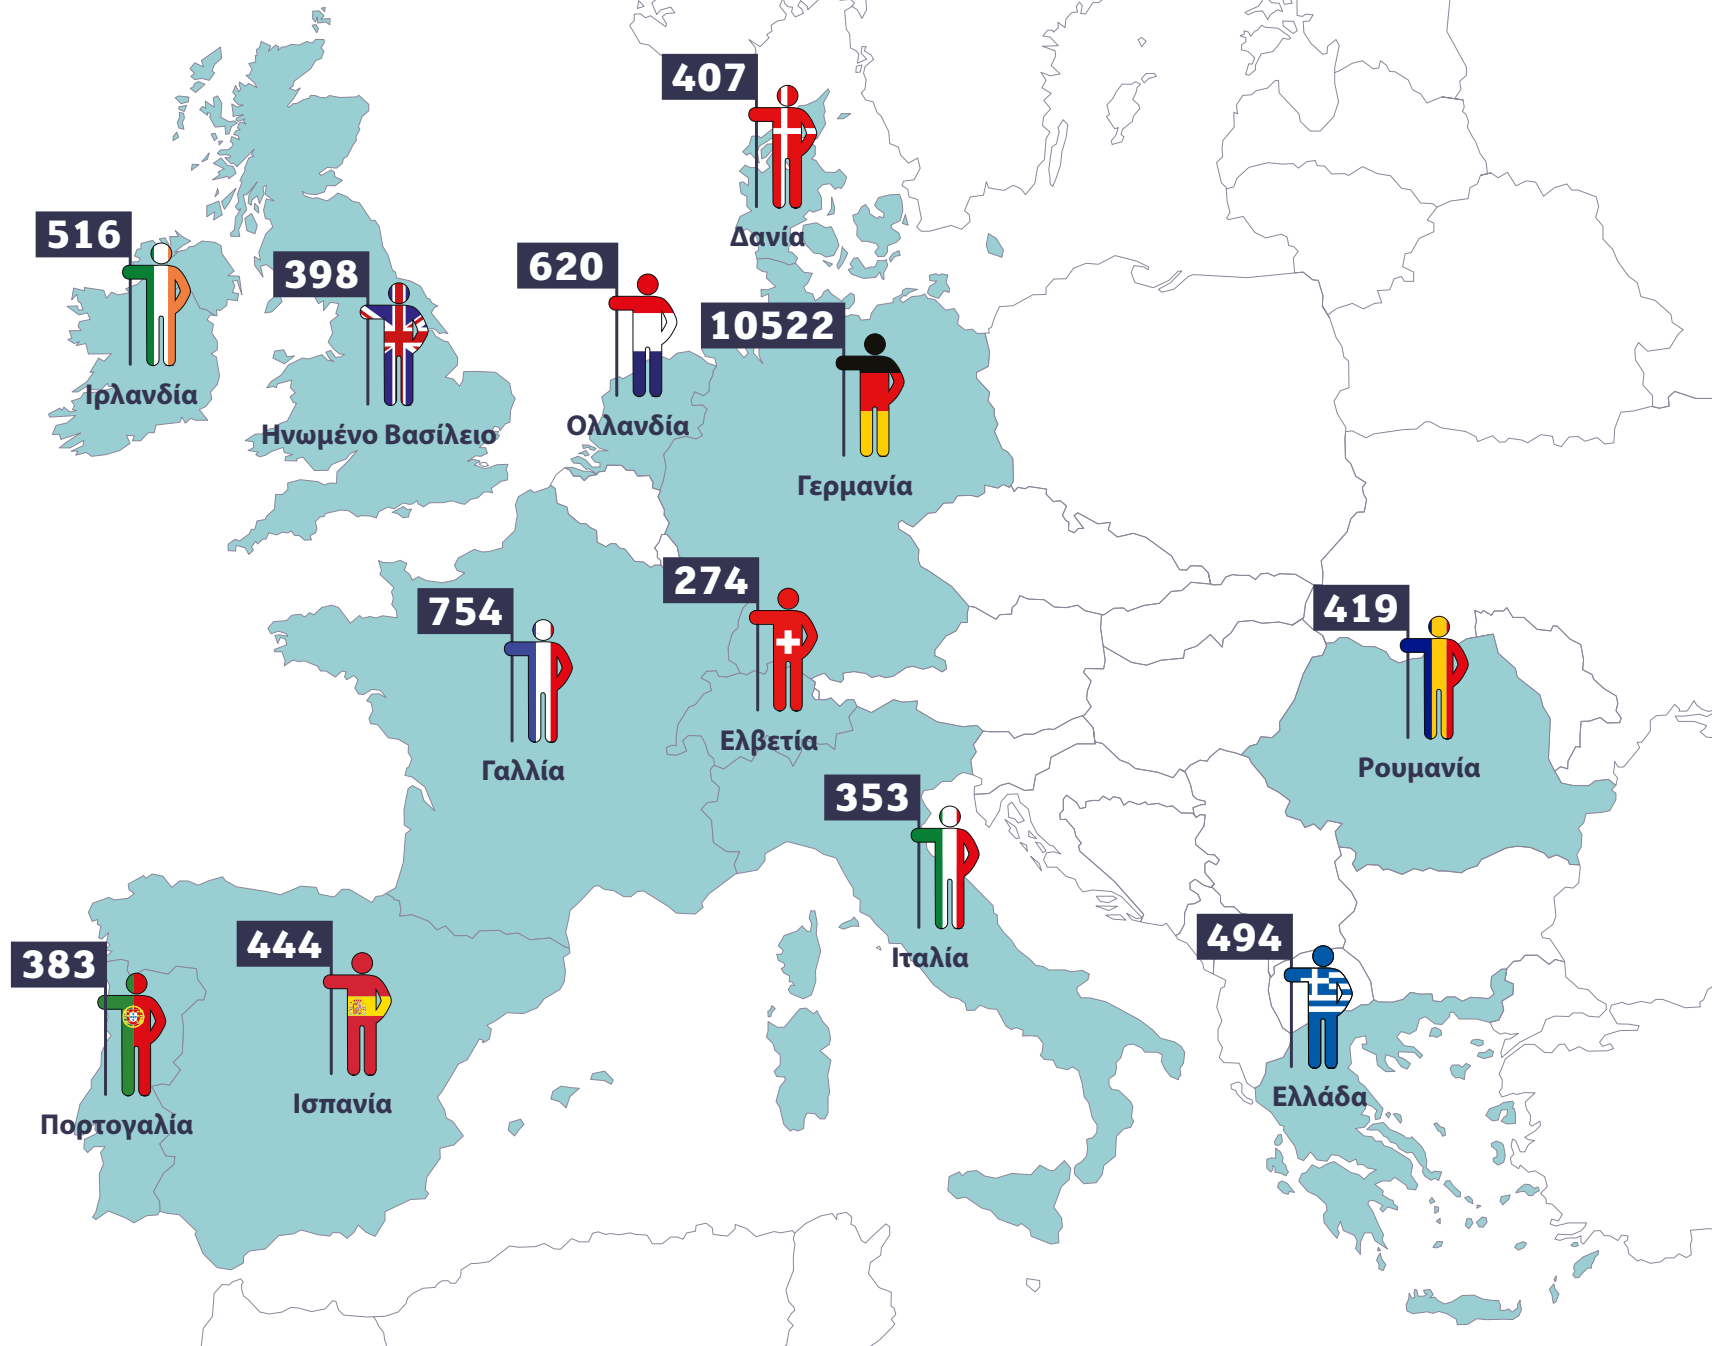 407
Δανία
516
Ιρλανδία
398
Ηνωμένο Βασίλειο
620
Ολλανδία
10522
Γερμανία
274
Ελβετία
754
Γαλλία
419
Ρουμανία
353
Ιταλία
494
Ελλάδα
444
Ισπανία
383
Πορτογαλία